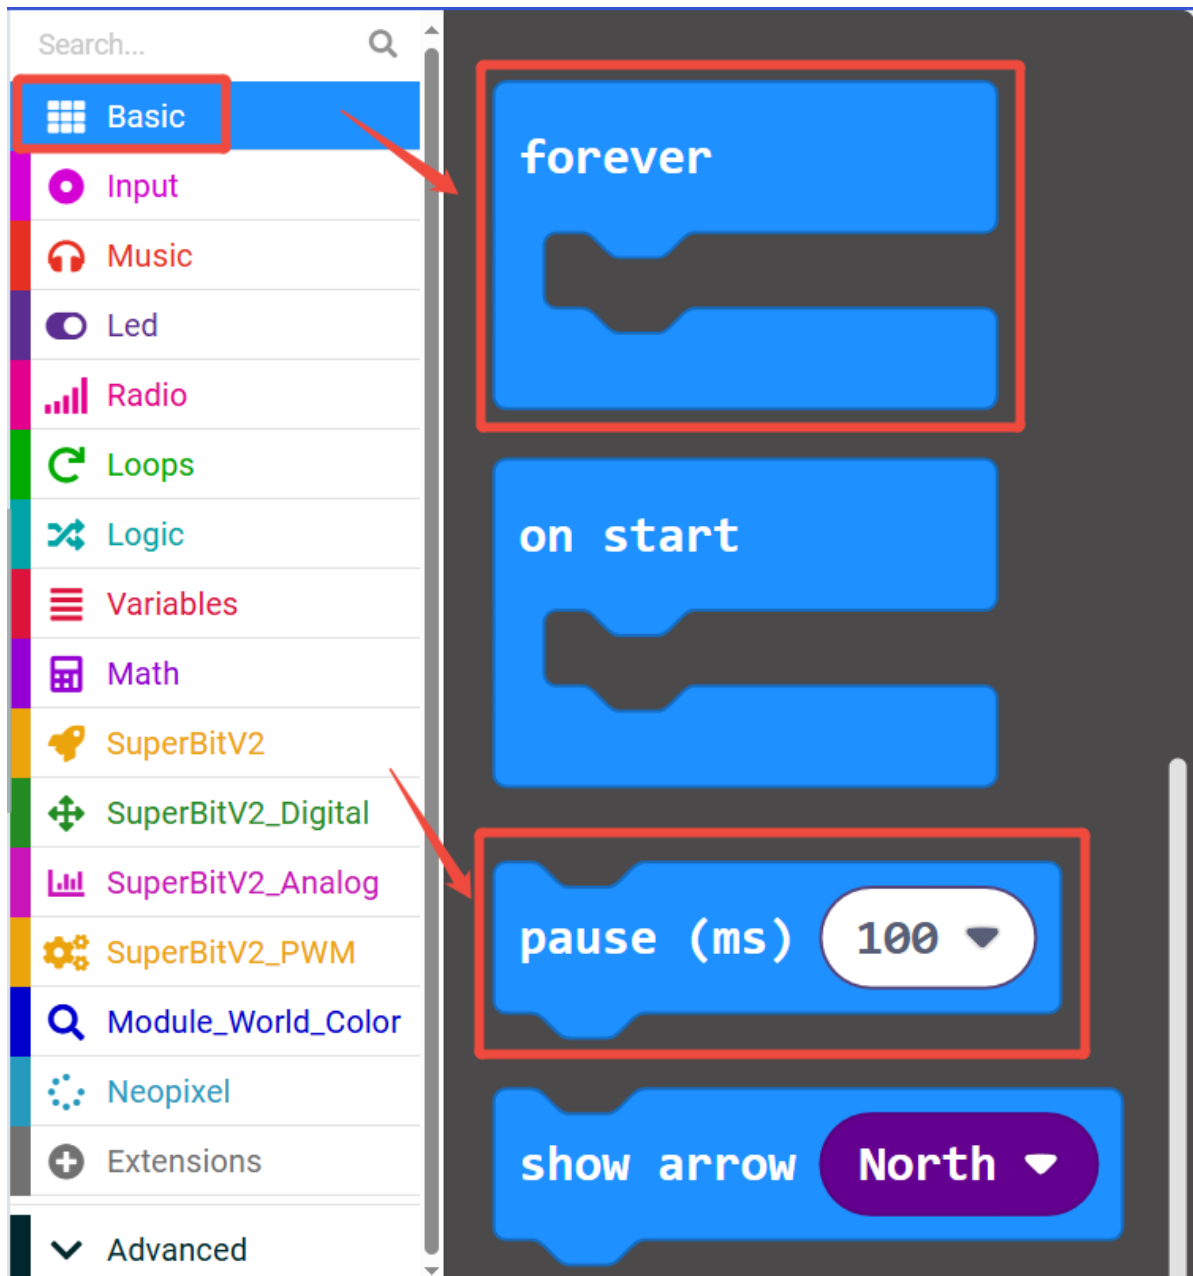 Search...
Basic
Input
Music
Led
Radio
Loops
Logic
Variables
Math
SuperBitV2
SuperBitV2_Digital
SuperBitV2_Analog
SuperBitV2_PWM
Module_World_Color
Neopixel
Extensions
Advanced
forever
on start
pause (ms) 100
show arrow North